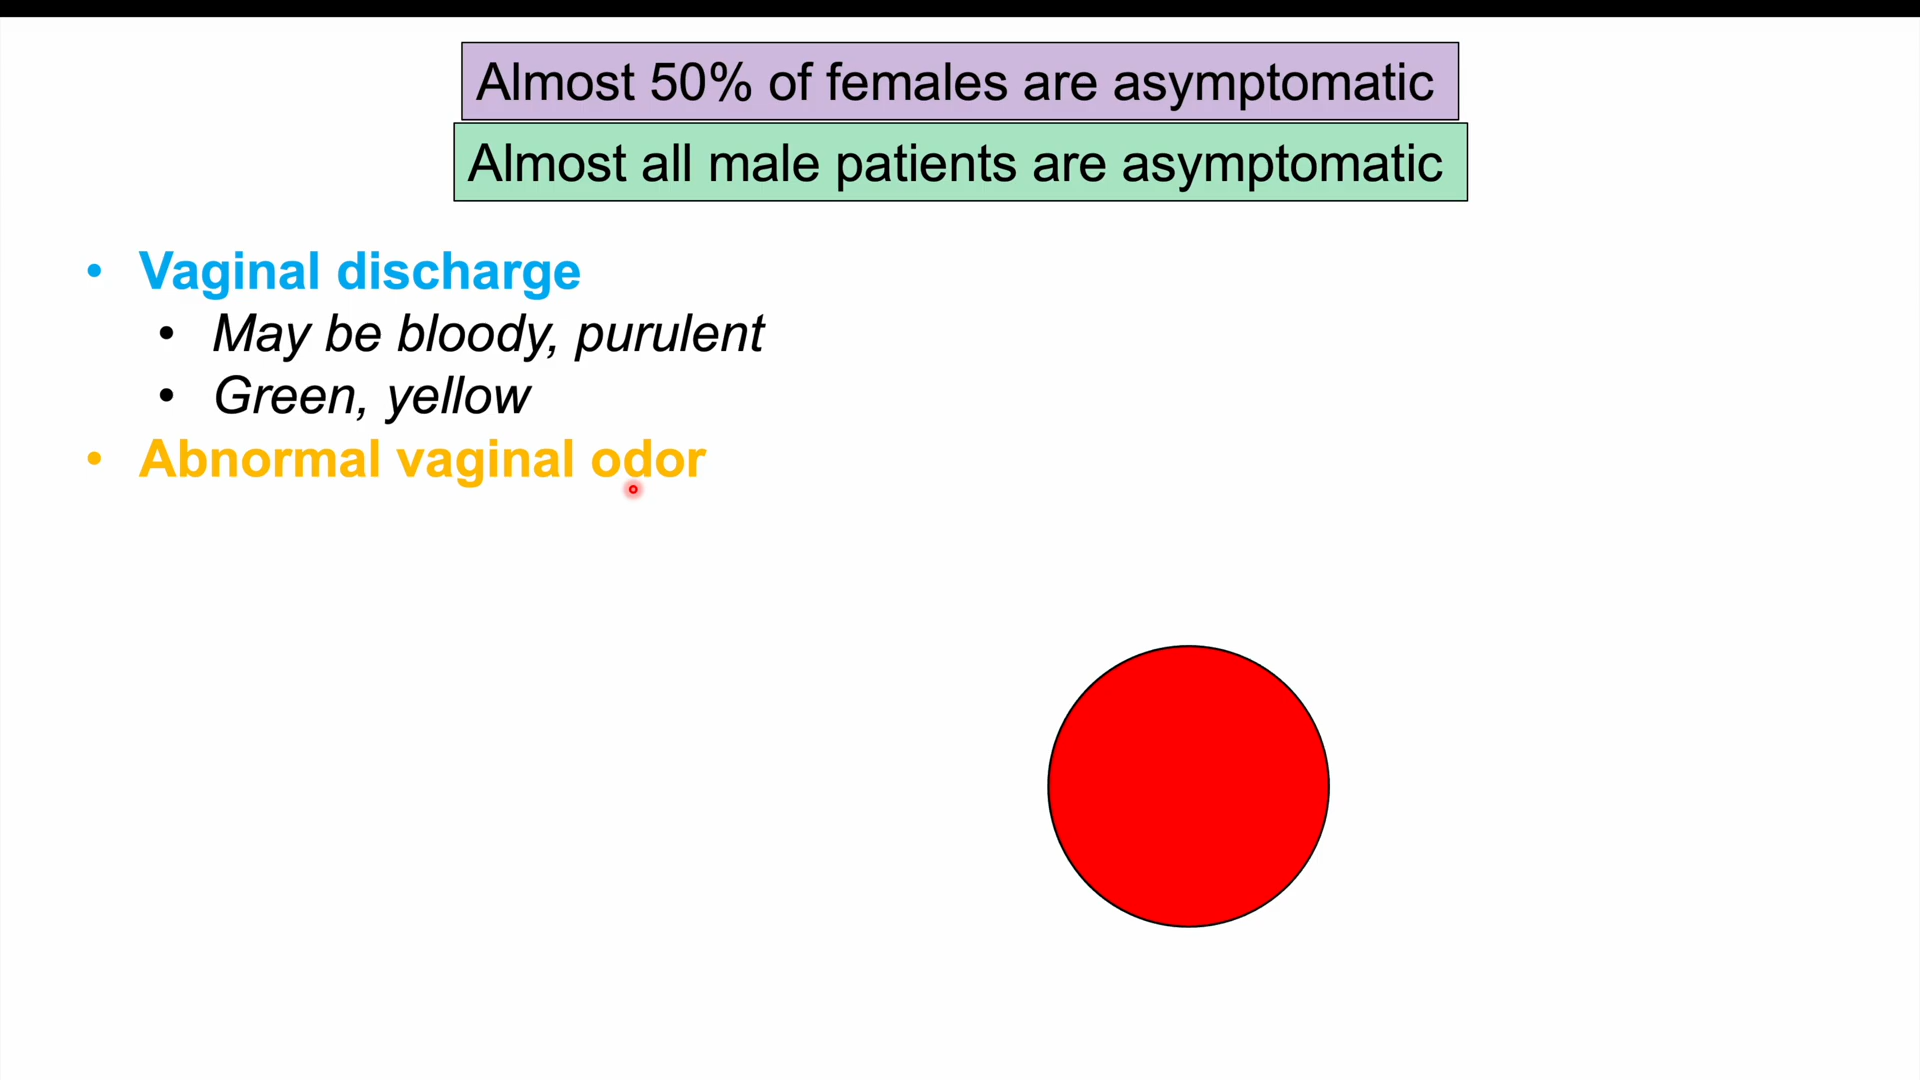 Almost 50% of females are asymptomatic
Almost all male patients are asymptomatic
• Vaginal discharge
• May be bloody, purulent
• Green, yellow
• Abnormal vaginal odor